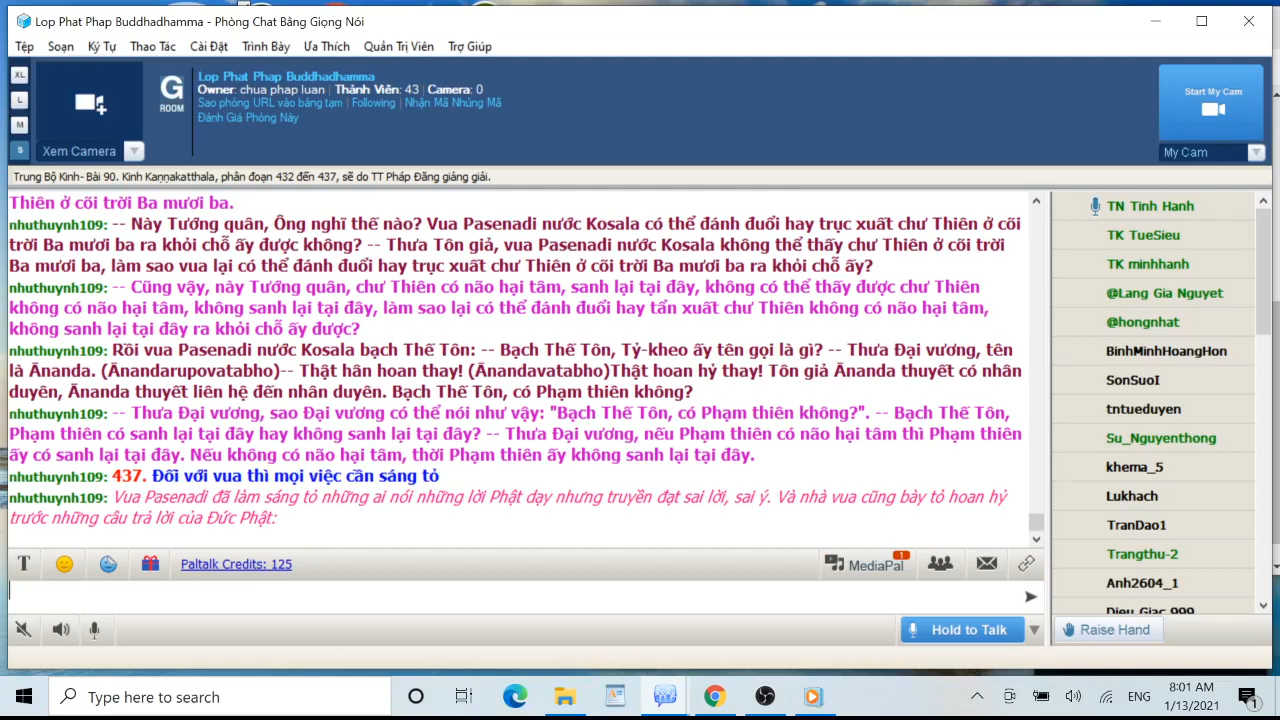 Lop Phat Phap Buddhadhamma - Phòng Chat Bằng Giọng Nói
Tệp Soạn Ký Tự Thao Tác Cài Đặt Trình Bày Ưa Thích Quản Trị Viên Trợ Giúp
XL
L
M
S
Xem Camera
G
ROOM
Lop Phat Phap Buddhadhamma
Owner: chua phap luan | Thành Viên: 43 | Camera: 0
Sao phòng URL vào bảng tạm | Following | Nhận Mã Nhúng Mã
Đánh Giá Phòng Này
Start My Cam
My Cam
Trung Bộ Kinh- Bài 90. Kinh Kaṇṇakatthala, phân đoạn 432 đến 437, sẽ do TT Pháp Đăng giảng giải.
Thiên ở cõi trời Ba mươi ba.
nhuthuynh109: -- Này Tướng quân, Ông nghĩ thế nào? Vua Pasenadi nước Kosala có thể đánh đuổi hay trục xuất chư Thiên ở cõi
trời Ba mươi ba ra khỏi chỗ ấy được không? -- Thưa Tôn giả, vua Pasenadi nước Kosala không thể thấy chư Thiên ở cõi trời
Ba mươi ba, làm sao vua lại có thể đánh đuổi hay trục xuất chư Thiên ở cõi trời Ba mươi ba ra khỏi chỗ ấy?
nhuthuynh109: -- Cũng vậy, này Tướng quân, chư Thiên có não hại tâm, sanh lại tại đây, không có thể thấy được chư Thiên
không có não hại tâm, không sanh lại tại đây, làm sao lại có thể đánh đuổi hay tẩn xuất chư Thiên không có não hại tâm,
không sanh lại tại đây ra khỏi chỗ ấy được?
nhuthuynh109: Rồi vua Pasenadi nước Kosala bạch Thế Tôn: -- Bạch Thế Tôn, Tỷ-kheo ấy tên gọi là gì? -- Thưa Đại vương, tên
là Ānanda. (Ānandarupovatabho)-- Thật hân hoan thay! (Ānandavatabho)Thật hoan hỷ thay! Tôn giả Ānanda thuyết có nhân
duyên, Ānanda thuyết liên hệ đến nhân duyên. Bạch Thế Tôn, có Phạm thiên không?
nhuthuynh109: -- Thưa Đại vương, sao Đại vương có thể nói như vậy: "Bạch Thế Tôn, có Phạm thiên không?". -- Bạch Thế Tôn,
Phạm thiên có sanh lại tại đây hay không sanh lại tại đây? -- Thưa Đại vương, nếu Phạm thiên có não hại tâm thì Phạm thiên
ấy có sanh lại tại đây. Nếu không có não hại tâm, thời Phạm thiên ấy không sanh lại tại đây.
nhuthuynh109: 437. Đối với vua thì mọi việc cần sáng tỏ
nhuthuynh109: Vua Pasenadi đã làm sáng tỏ những ai nói những lời Phật dạy nhưng truyền đạt sai lời, sai ý. Và nhà vua cũng bày tỏ hoan hỷ
trước những câu trả lời của Đức Phật:
TN Tinh Hanh
TK TueSieu
TK minhhanh
@Lang Gia Nguyet
@hongnhat
BinhMinhHoangHon
SonSuoI
tntueduyen
Su_Nguyenthong
khema_5
Lukhach
TranDao1
Trangthu-2
Anh2604_1
Dieu Giac 999
T
Paltalk Credits: 125
MediaPal
1
Hold to Talk
Raise Hand
Type here to search
ENG
8:01 AM
1/13/2021
1